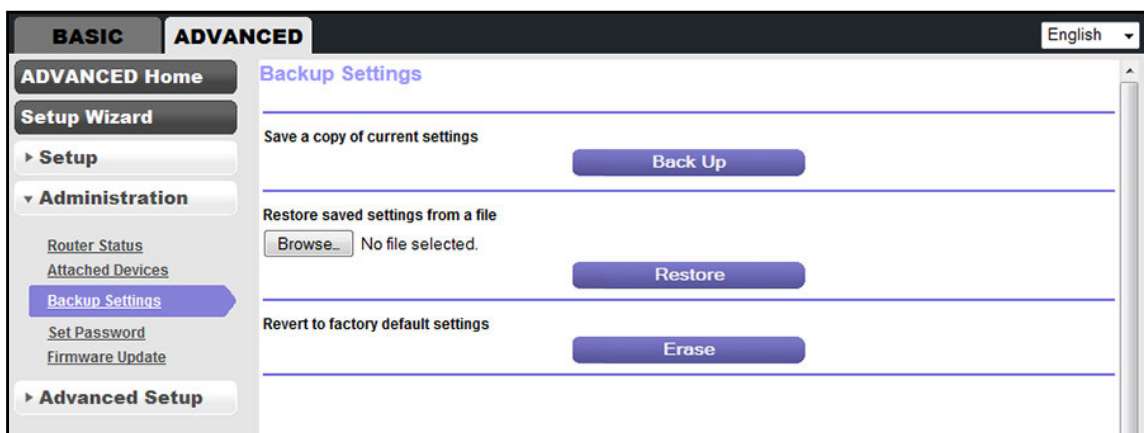 BASIC
ADVANCED
English
ADVANCED Home
Setup Wizard
Setup
Administration
Router Status
Attached Devices
Backup Settings
Set Password
Firmware Update
Advanced Setup
Backup Settings
Save a copy of current settings
Back Up
Restore saved settings from a file
Browse... No file selected.
Restore
Revert to factory default settings
Erase